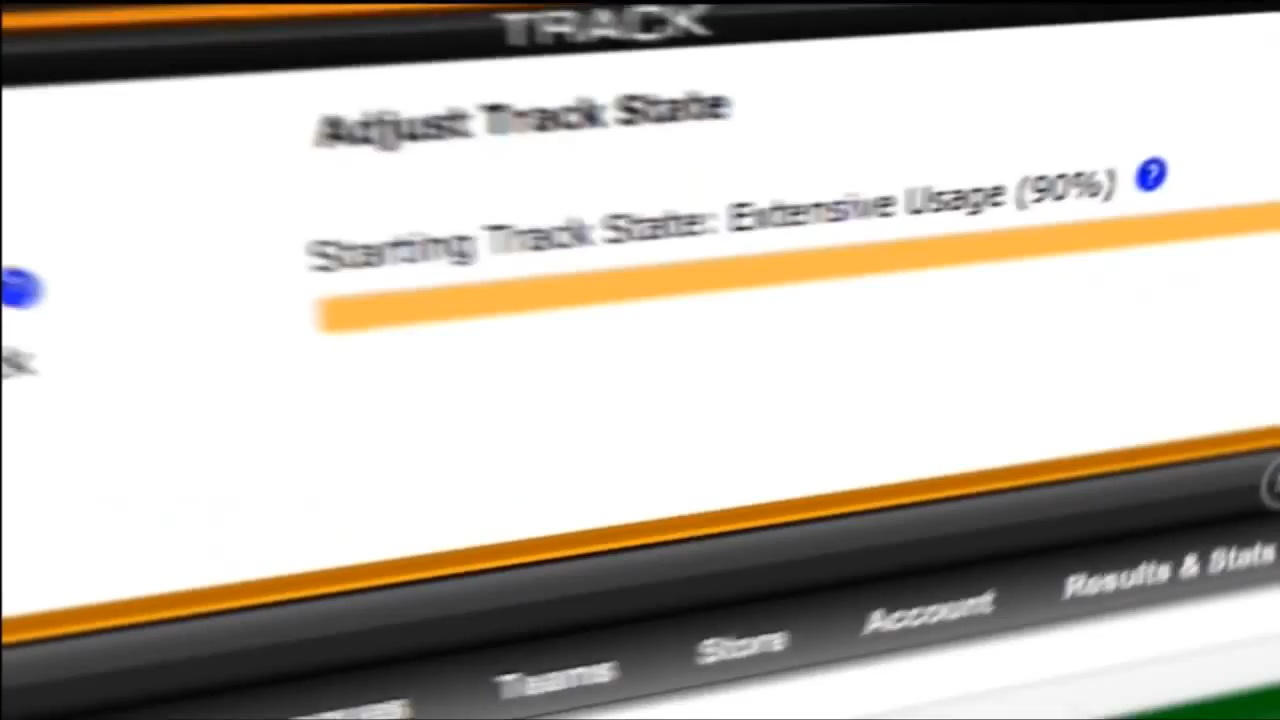 TRACK
Adjust Track State
Starting Track State: Extensive Usage (90%) ?
Teams Store Account Results & Stats